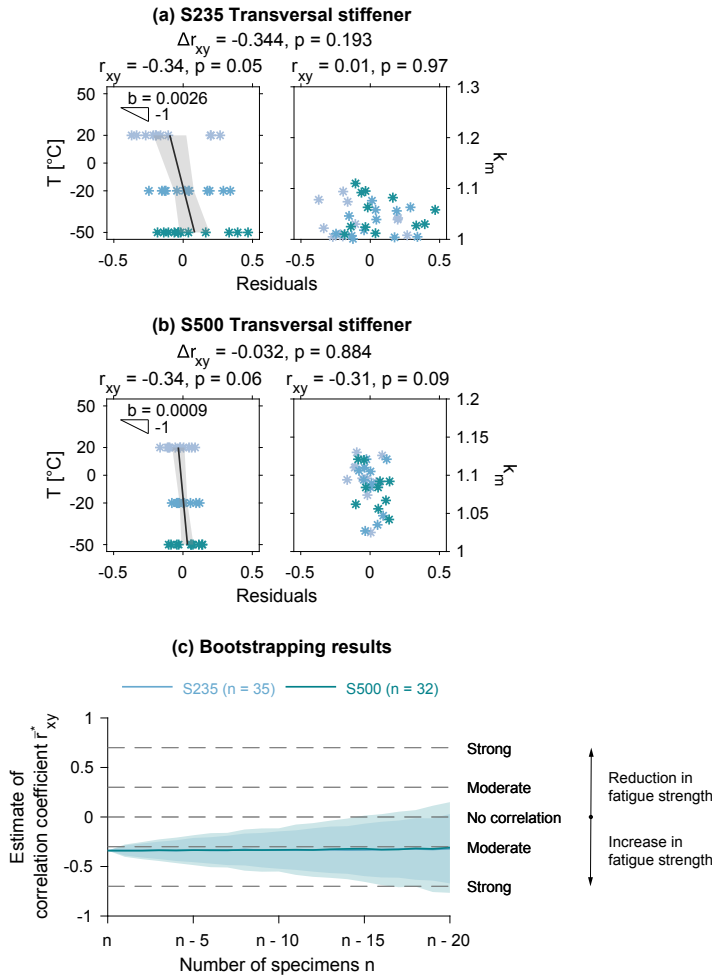 (a) S235 Transversal stiffener
Δr_xy = -0.344, p = 0.193
r_xy = -0.34, p = 0.05
r_xy = 0.01, p = 0.97
b = 0.0026
-1
T [°C]
50
20
0
-20
-50
-0.5
0
0.5
1.3
1.2
1.1
1
k_m
-0.5
0
0.5
Residuals
(b) S500 Transversal stiffener
Δr_xy = -0.032, p = 0.884
r_xy = -0.34, p = 0.06
r_xy = -0.31, p = 0.09
b = 0.0009
-1
T [°C]
50
20
0
-20
-50
-0.5
0
0.5
1.2
1.15
1.1
1.05
1
k_m
-0.5
0
0.5
Residuals
(c) Bootstrapping results
S235 (n = 35)
S500 (n = 32)
Estimate of
correlation coefficient r̄*_xy
1
0.5
0
-0.5
-1
Strong
Moderate
No correlation
Moderate
Strong
Reduction in
fatigue strength
Increase in
fatigue strength
n
n - 5
n - 10
n - 15
n - 20
Number of specimens n